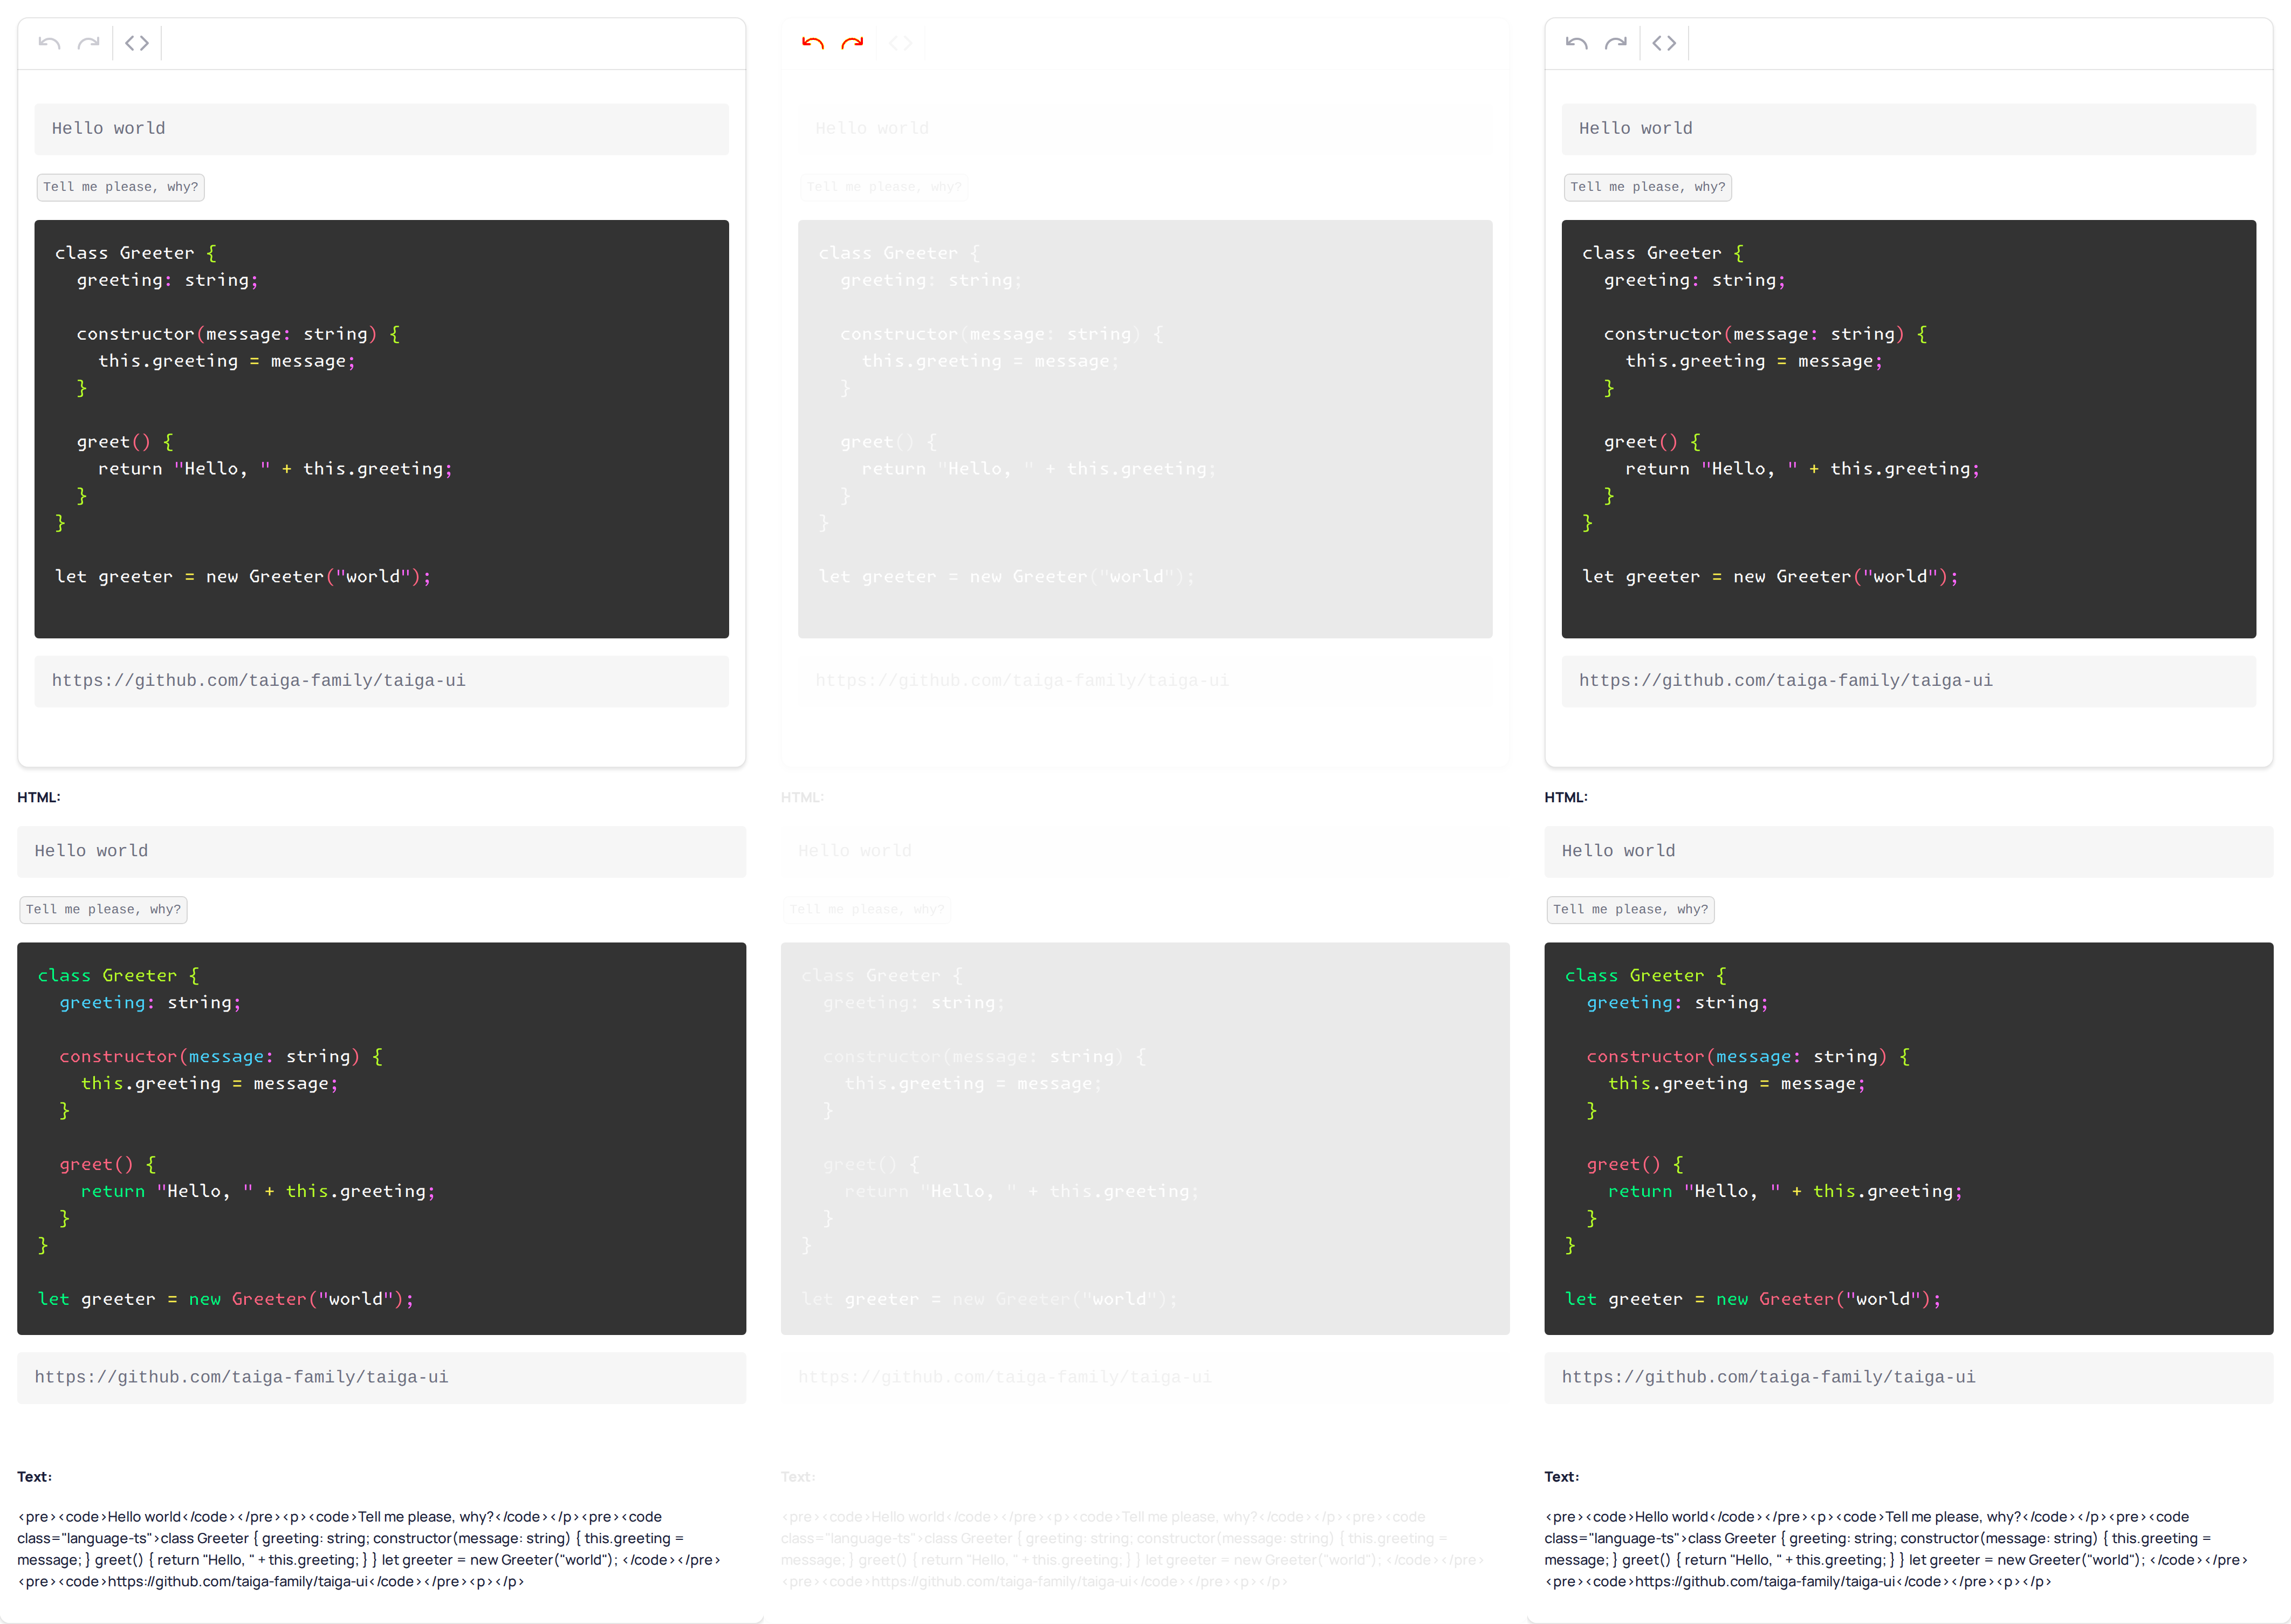 Hello world
Tell me please, why?
class Greeter {
  greeting: string;
  constructor(message: string) {
    this.greeting = message;
  }
  greet() {
    return "Hello, " + this.greeting;
  }
}
let greeter = new Greeter("world");
https://github.com/taiga-family/taiga-ui
HTML:
Hello world
Tell me please, why?
class Greeter {
  greeting: string;
  constructor(message: string) {
    this.greeting = message;
  }
  greet() {
    return "Hello, " + this.greeting;
  }
}
let greeter = new Greeter("world");
https://github.com/taiga-family/taiga-ui
Text:
<pre><code>Hello world</code></pre><p><code>Tell me please, why?</code></p><pre><code
class="language-ts">class Greeter { greeting: string; constructor(message: string) { this.greeting =
message; } greet() { return "Hello, " + this.greeting; } } let greeter = new Greeter("world"); </code></pre>
<pre><code>https://github.com/taiga-family/taiga-ui</code></pre><p></p>
Hello world
Tell me please, why?
class Greeter {
  greeting: string;
  constructor(message: string) {
    this.greeting = message;
  }
  greet() {
    return "Hello, " + this.greeting;
  }
}
let greeter = new Greeter("world");
https://github.com/taiga-family/taiga-ui
HTML:
Hello world
Tell me please, why?
class Greeter {
  greeting: string;
  constructor(message: string) {
    this.greeting = message;
  }
  greet() {
    return "Hello, " + this.greeting;
  }
}
let greeter = new Greeter("world");
https://github.com/taiga-family/taiga-ui
Text:
<pre><code>Hello world</code></pre><p><code>Tell me please, why?</code></p><pre><code
class="language-ts">class Greeter { greeting: string; constructor(message: string) { this.greeting =
message; } greet() { return "Hello, " + this.greeting; } } let greeter = new Greeter("world"); </code></pre>
<pre><code>https://github.com/taiga-family/taiga-ui</code></pre><p></p>
Hello world
Tell me please, why?
class Greeter {
  greeting: string;
  constructor(message: string) {
    this.greeting = message;
  }
  greet() {
    return "Hello, " + this.greeting;
  }
}
let greeter = new Greeter("world");
https://github.com/taiga-family/taiga-ui
HTML:
Hello world
Tell me please, why?
class Greeter {
  greeting: string;
  constructor(message: string) {
    this.greeting = message;
  }
  greet() {
    return "Hello, " + this.greeting;
  }
}
let greeter = new Greeter("world");
https://github.com/taiga-family/taiga-ui
Text:
<pre><code>Hello world</code></pre><p><code>Tell me please, why?</code></p><pre><code
class="language-ts">class Greeter { greeting: string; constructor(message: string) { this.greeting =
message; } greet() { return "Hello, " + this.greeting; } } let greeter = new Greeter("world"); </code></pre>
<pre><code>https://github.com/taiga-family/taiga-ui</code></pre><p></p>